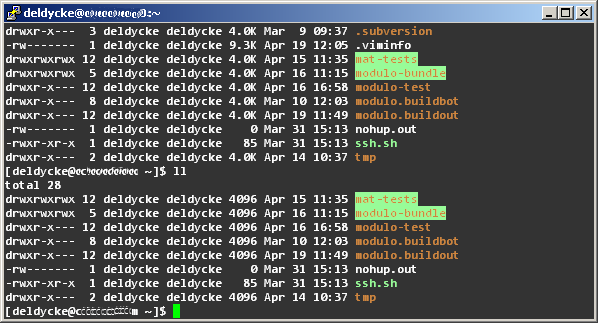 deldycke@ :~
drwxr-x---  3 deldycke deldycke 4.0K Mar  9 09:37 .subversion
-rw-------  1 deldycke deldycke 9.3K Apr 19 12:05 .viminfo
drwxrwxrwx 12 deldycke deldycke 4.0K Apr 15 11:35 mat-tests
drwxrwxrwx  5 deldycke deldycke 4.0K Apr 16 11:15 modulo-bundle
drwxr-x--- 12 deldycke deldycke 4.0K Apr 16 16:58 modulo-test
drwxr-x---  8 deldycke deldycke 4.0K Mar 10 12:03 modulo.buildbot
drwxr-x--- 12 deldycke deldycke 4.0K Apr 19 11:49 modulo.buildout
-rw-------  1 deldycke deldycke    0 Mar 31 15:13 nohup.out
-rwxr-xr-x  1 deldycke deldycke   85 Mar 31 15:13 ssh.sh
drwxr-x---  2 deldycke deldycke 4.0K Apr 14 10:37 tmp
[deldycke@ ~]$ ll
total 28
drwxrwxrwx 12 deldycke deldycke 4096 Apr 15 11:35 mat-tests
drwxrwxrwx  5 deldycke deldycke 4096 Apr 16 11:15 modulo-bundle
drwxr-x--- 12 deldycke deldycke 4096 Apr 16 16:58 modulo-test
drwxr-x---  8 deldycke deldycke 4096 Mar 10 12:03 modulo.buildbot
drwxr-x--- 12 deldycke deldycke 4096 Apr 19 11:49 modulo.buildout
-rw-------  1 deldycke deldycke    0 Mar 31 15:13 nohup.out
-rwxr-xr-x  1 deldycke deldycke   85 Mar 31 15:13 ssh.sh
drwxr-x---  2 deldycke deldycke 4096 Apr 14 10:37 tmp
[deldycke@ ~]$